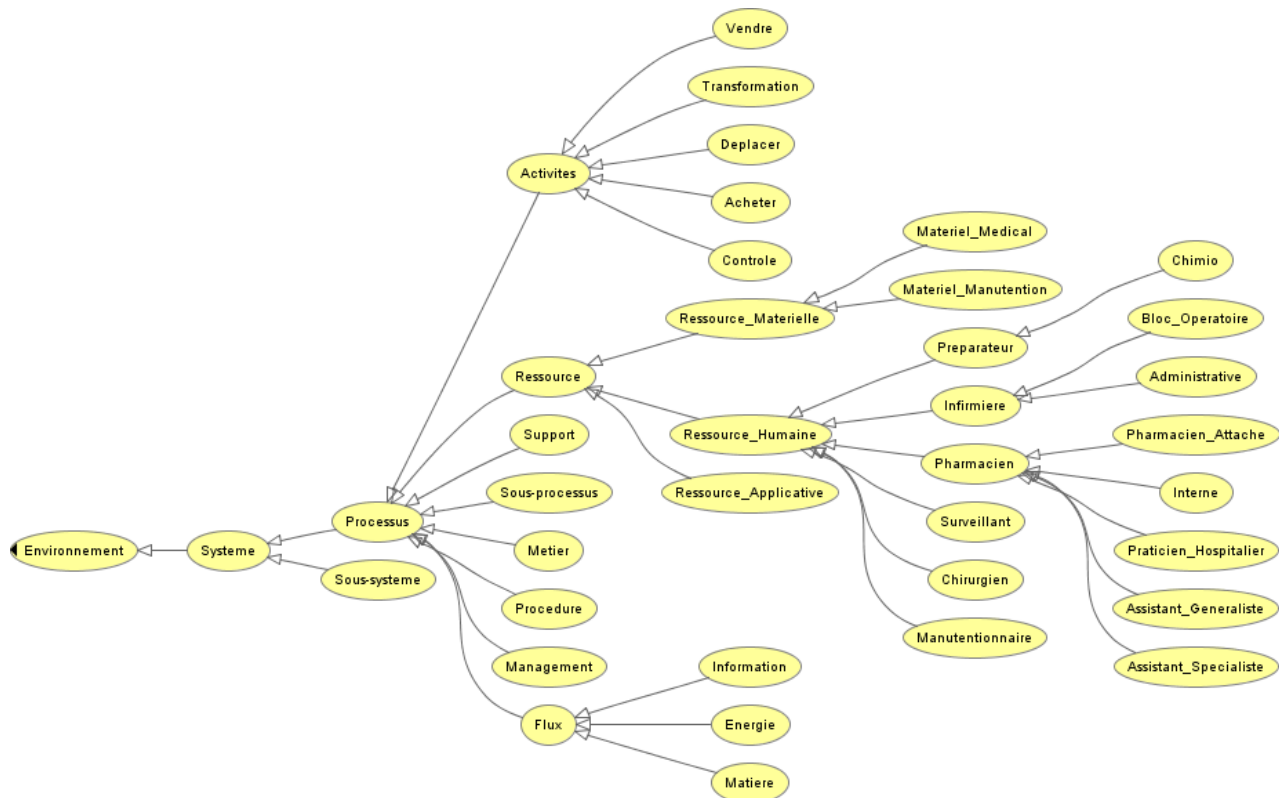 Vendre
Transformation
Deplacer
Activites
Acheter
Materiel_Medical
Controle
Chimio
Materiel_Manutention
Ressource_Materielle
Bloc_Operatoire
Preparateur
Ressource
Administrative
Infirmiere
Support
Ressource_Humaine
Pharmacien_Attache
Pharmacien
Sous-processus
Ressource_Applicative
Interne
Processus
Surveillant
Environnement
Systeme
Metier
Praticien_Hospitalier
Sous-systeme
Chirurgien
Procedure
Assistant_Generaliste
Manutentionnaire
Management
Information
Assistant_Specialiste
Flux
Energie
Matiere